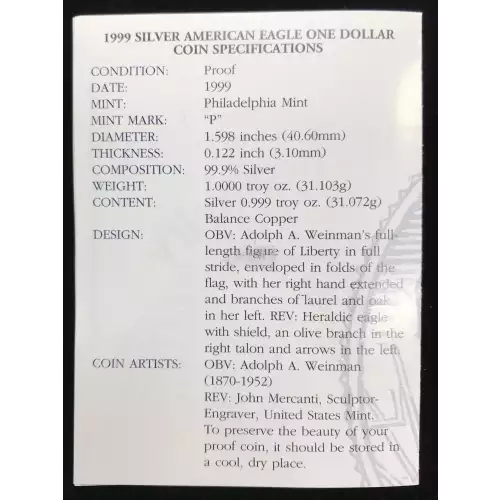 1999 SILVER AMERICAN EAGLE ONE DOLLAR
COIN SPECIFICATIONS
CONDITION: Proof
DATE: 1999
MINT: Philadelphia Mint
MINT MARK: “P”
DIAMETER: 1.598 inches (40.60mm)
THICKNESS: 0.122 inch (3.10mm)
COMPOSITION: 99.9% Silver
WEIGHT: 1.0000 troy oz. (31.103g)
CONTENT: Silver 0.999 troy oz. (31.072g)
Balance Copper
DESIGN: OBV: Adolph A. Weinman's full-
length figure of Liberty in full
stride, enveloped in folds of the
flag, with her right hand extended
and branches of laurel and oak
in her left. REV: Heraldic eagle
with shield, an olive branch in the
right talon and arrows in the left.
COIN ARTISTS: OBV: Adolph A. Weinman
(1870-1952)
REV: John Mercanti, Sculptor-
Engraver, United States Mint.
To preserve the beauty of your
proof coin, it should be stored in
a cool, dry place.